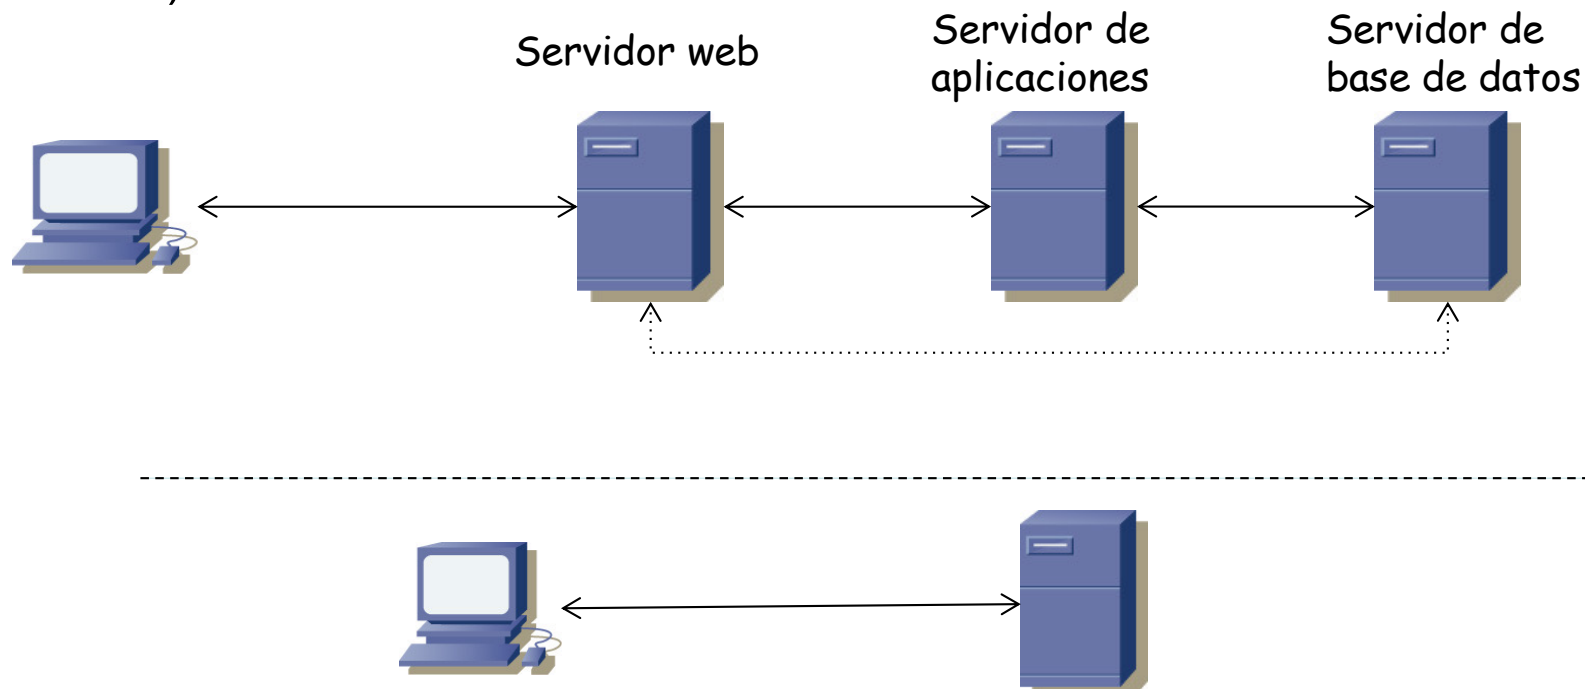 Servidor web
Servidor de
aplicaciones
Servidor de
base de datos